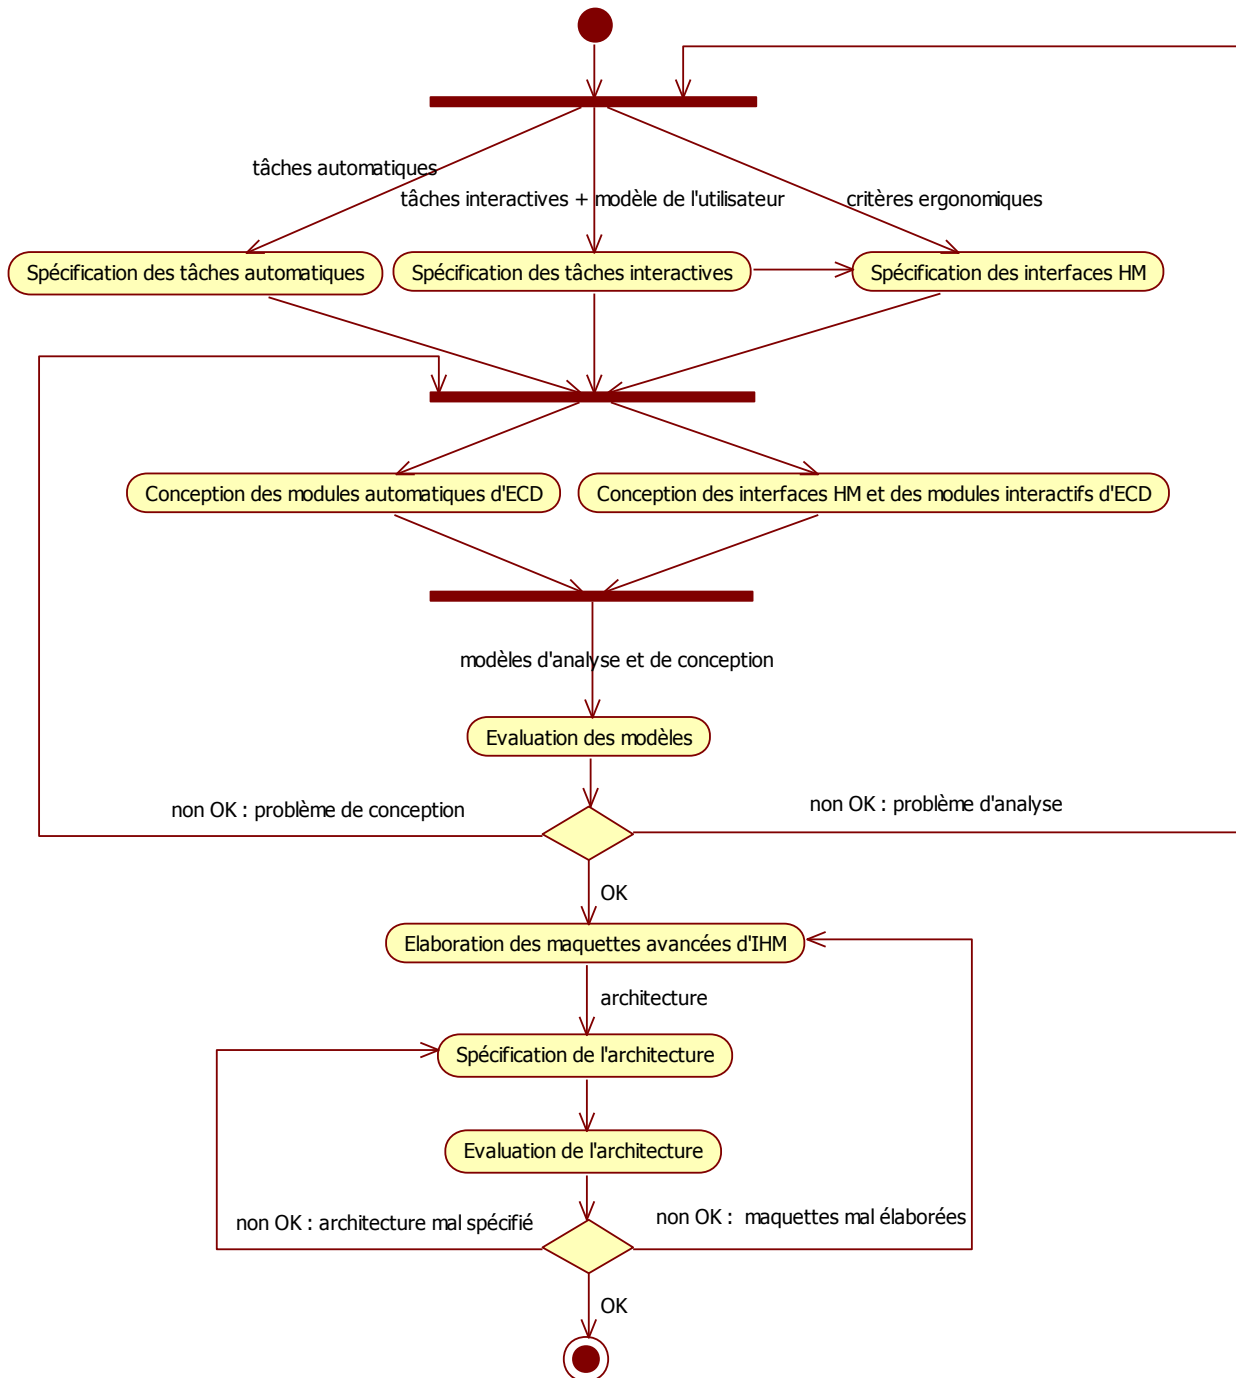 tâches automatiques
tâches interactives + modèle de l'utilisateur
critères ergonomiques
Spécification des tâches automatiques
Spécification des tâches interactives
Spécification des interfaces HM
Conception des modules automatiques d'ECD
Conception des interfaces HM et des modules interactifs d'ECD
modèles d'analyse et de conception
Evaluation des modèles
non OK : problème de conception
non OK : problème d'analyse
OK
Elaboration des maquettes avancées d'IHM
architecture
Spécification de l'architecture
Evaluation de l'architecture
non OK : architecture mal spécifié
non OK :  maquettes mal élaborées
OK